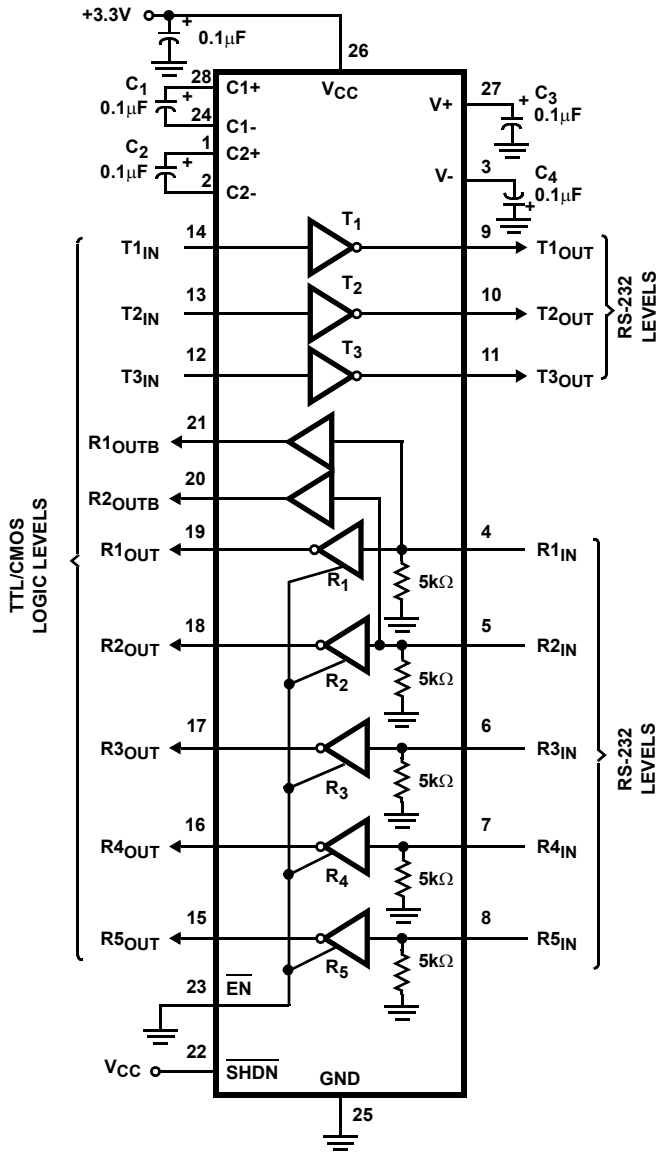 +3.3V
0.1μF
+
26
VCC
C1
0.1μF
+
28
C1+
24
C1-
C2
0.1μF
+
1
C2+
2
C2-
27
V+
+
C3
0.1μF
3
V-
C4
0.1μF
+
T1IN
14
T1
9
T1OUT
T2IN
13
T2
10
T2OUT
T3IN
12
T3
11
T3OUT
RS-232
LEVELS
R1OUTB
21
R2OUTB
20
R1OUT
19
R1
5kΩ
4
R1IN
R2OUT
18
R2
5kΩ
5
R2IN
R3OUT
17
R3
5kΩ
6
R3IN
R4OUT
16
R4
5kΩ
7
R4IN
R5OUT
15
R5
5kΩ
8
R5IN
TTL/CMOS
LOGIC LEVELS
RS-232
LEVELS
23
EN
VCC
22
SHDN
GND
25